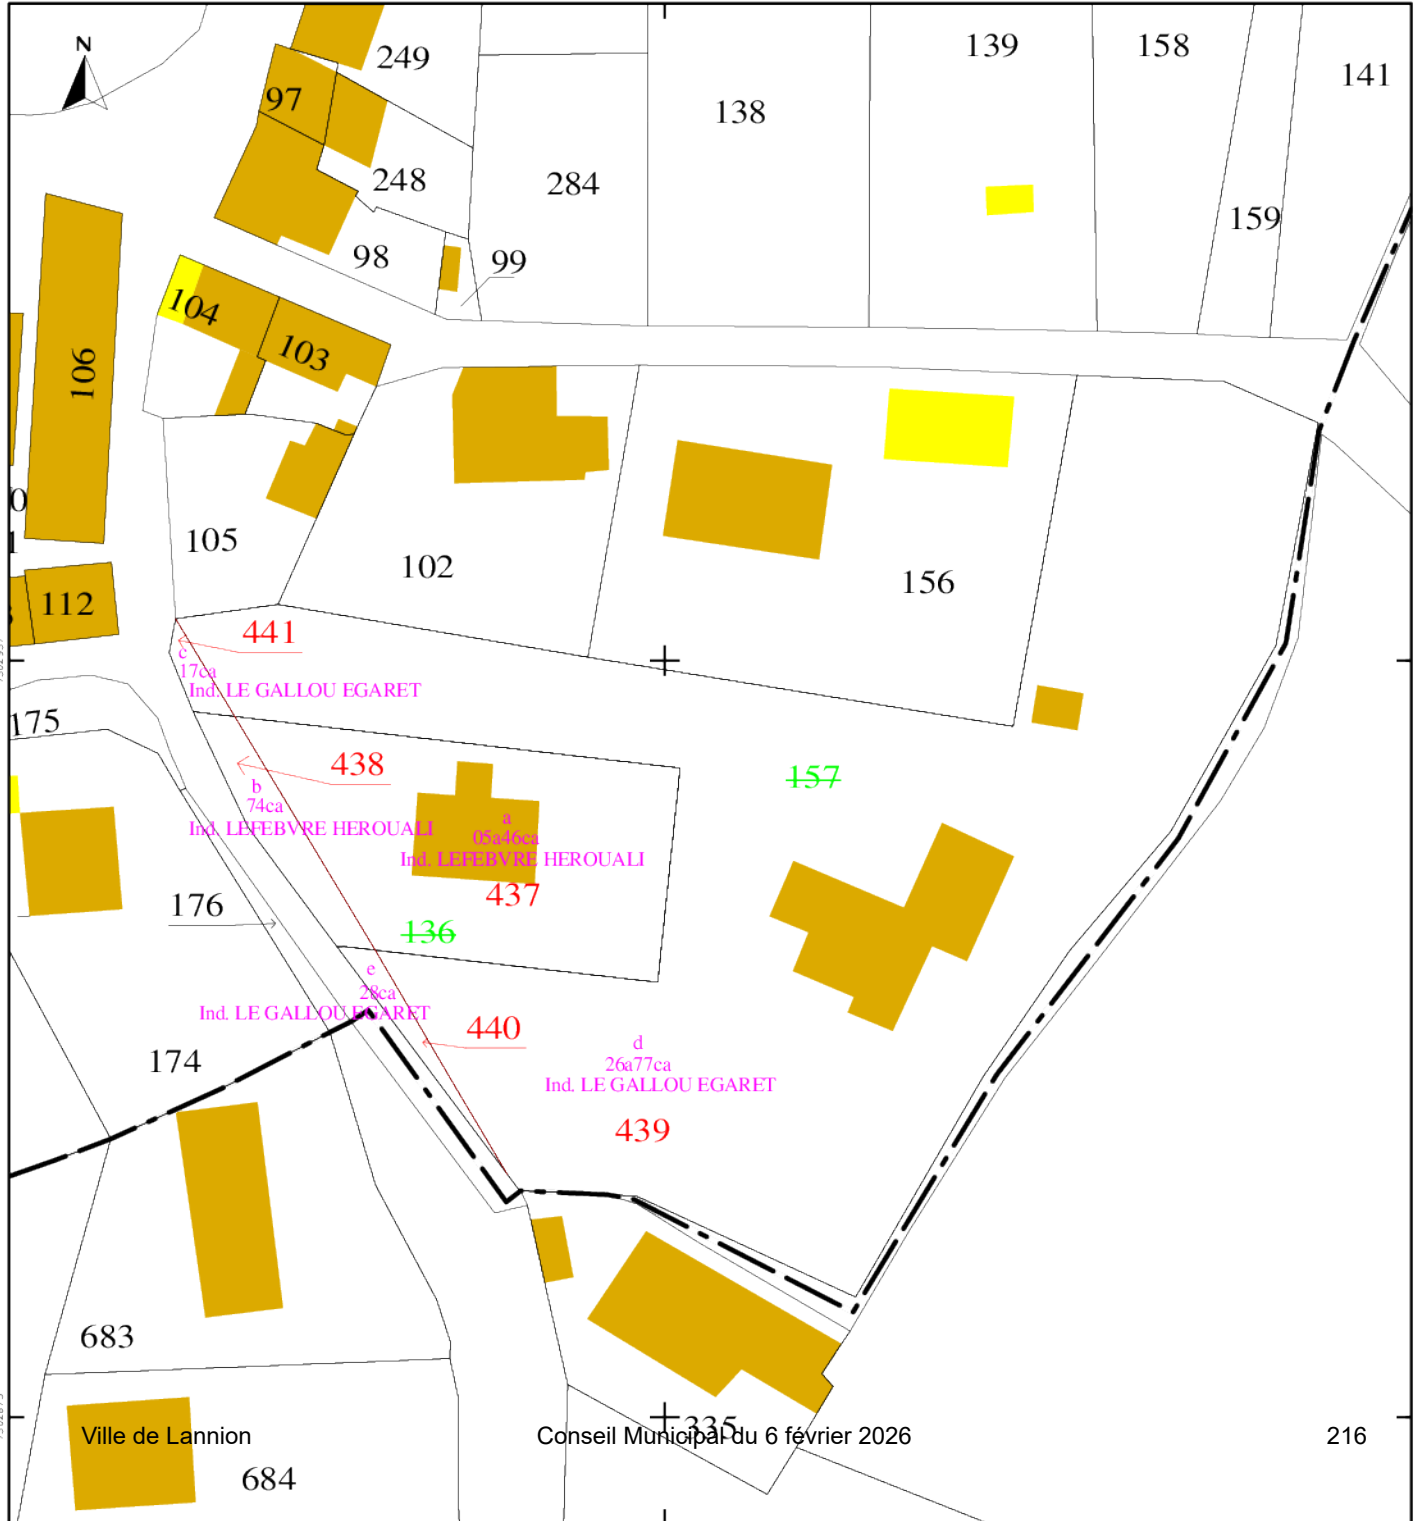 N
249
139
158
141
97
138
248
284
159
98
99
104
103
106
105
102
156
112
441
c
17ca
Ind. LE GALLOU EGARET
175
438
157
b
74ca
Ind. LEFEBVRE HEROUALI
a
05a46ca
Ind. LEFEBVRE HEROUALI
437
176
136
e
28ca
Ind. LE GALLOU EGARET
440
d
26a77ca
Ind. LE GALLOU EGARET
174
439
683
335
Ville de Lannion
Conseil Municipal du 6 février 2026
216
684